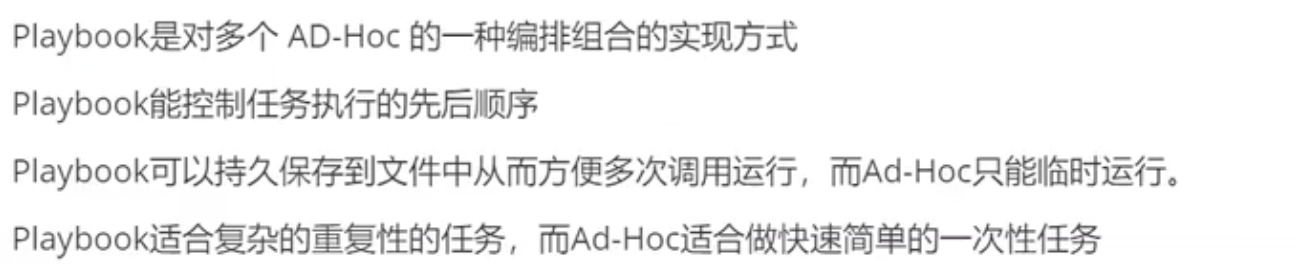 Playbook是对多个 AD-Hoc 的一种编排组合的实现方式
Playbook能控制任务执行的先后顺序
Playbook可以持久保存到文件中从而方便多次调用运行，而Ad-Hoc只能临时运行。
Playbook适合复杂的重复性的任务，而Ad-Hoc适合做快速简单的一次性任务